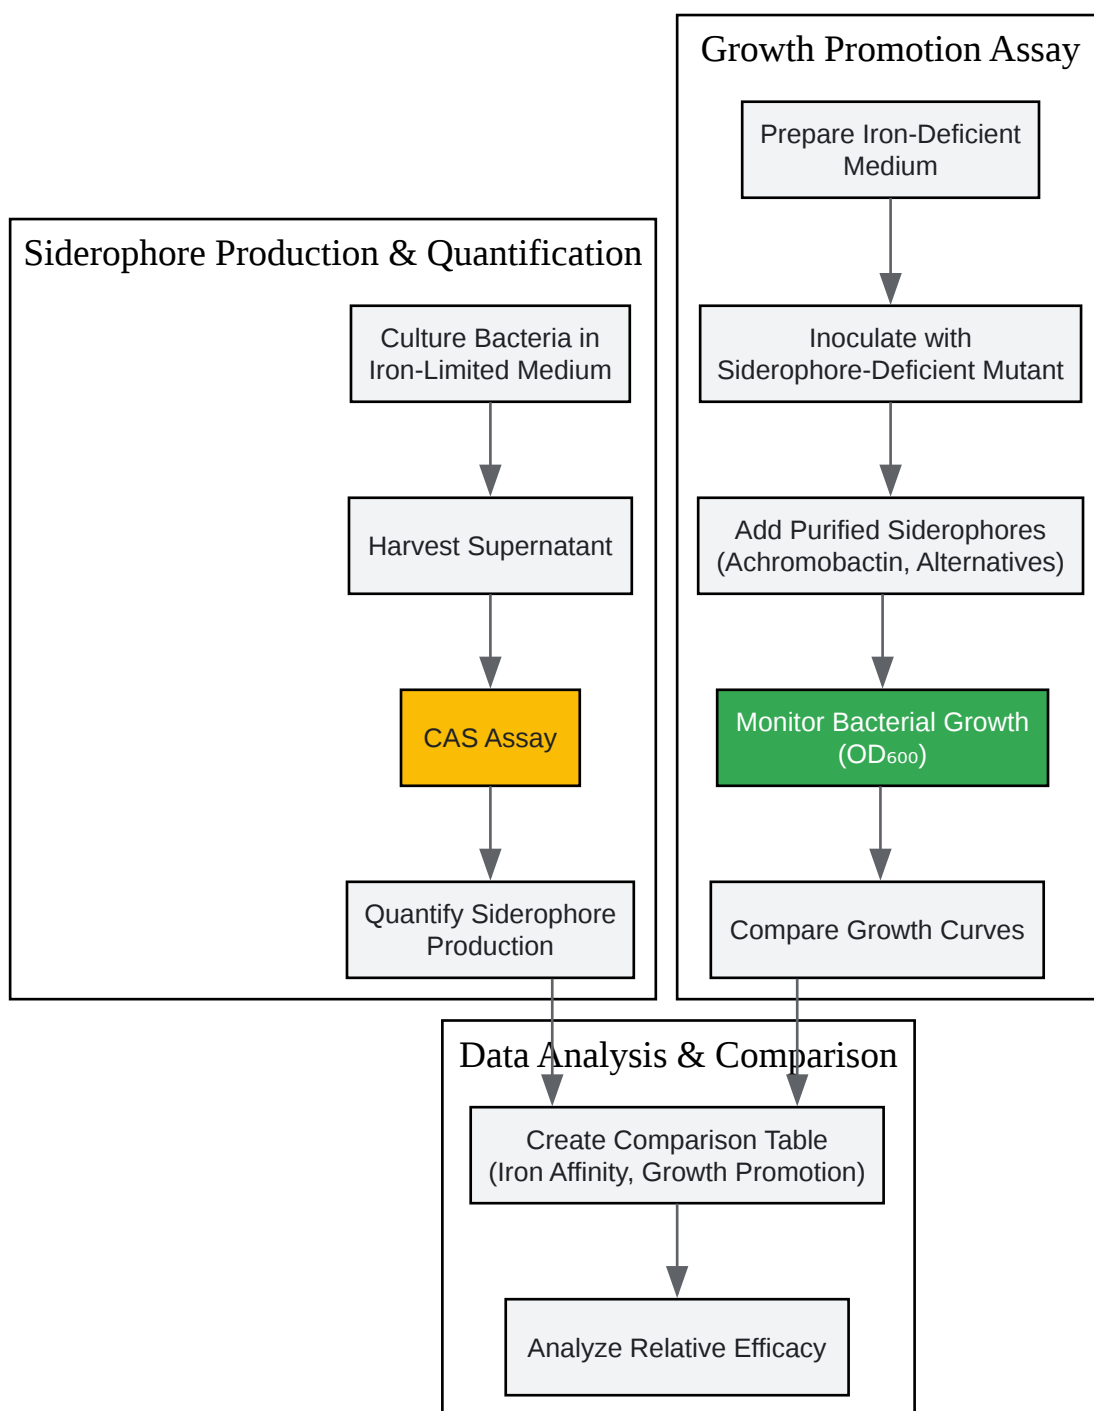 Growth Promotion Assay
Prepare Iron-Deficient
Medium
Inoculate with
Siderophore-Deficient Mutant
Add Purified Siderophores
(Achromobactin, Alternatives)
Monitor Bacterial Growth
(OD₆₀₀)
Compare Growth Curves
Siderophore Production & Quantification
Culture Bacteria in
Iron-Limited Medium
Harvest Supernatant
CAS Assay
Quantify Siderophore
Production
Data Analysis & Comparison
Create Comparison Table
(Iron Affinity, Growth Promotion)
Analyze Relative Efficacy